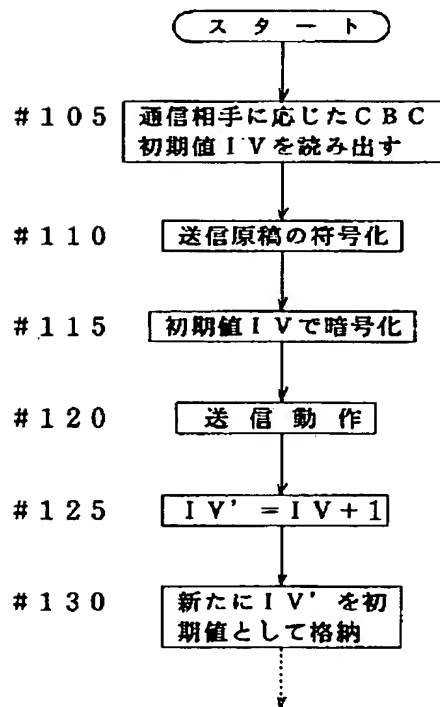 スタート
#105 通信相手に応じたCBC
初期値IVを読み出す
#110 送信原稿の符号化
#115 初期値IVで暗号化
#120 送信動作
#125 IV'=IV+1
#130 新たにIV'を初
期値として格納